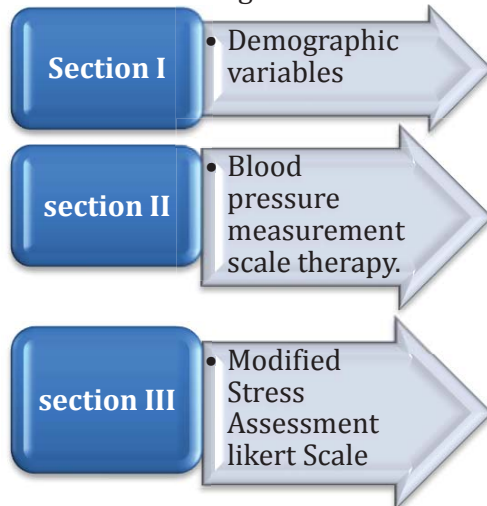 Section I
• Demographic
variables
section II
• Blood
pressure
measurement
scale therapy.
section III
• Modified
Stress
Assessment
likert Scale